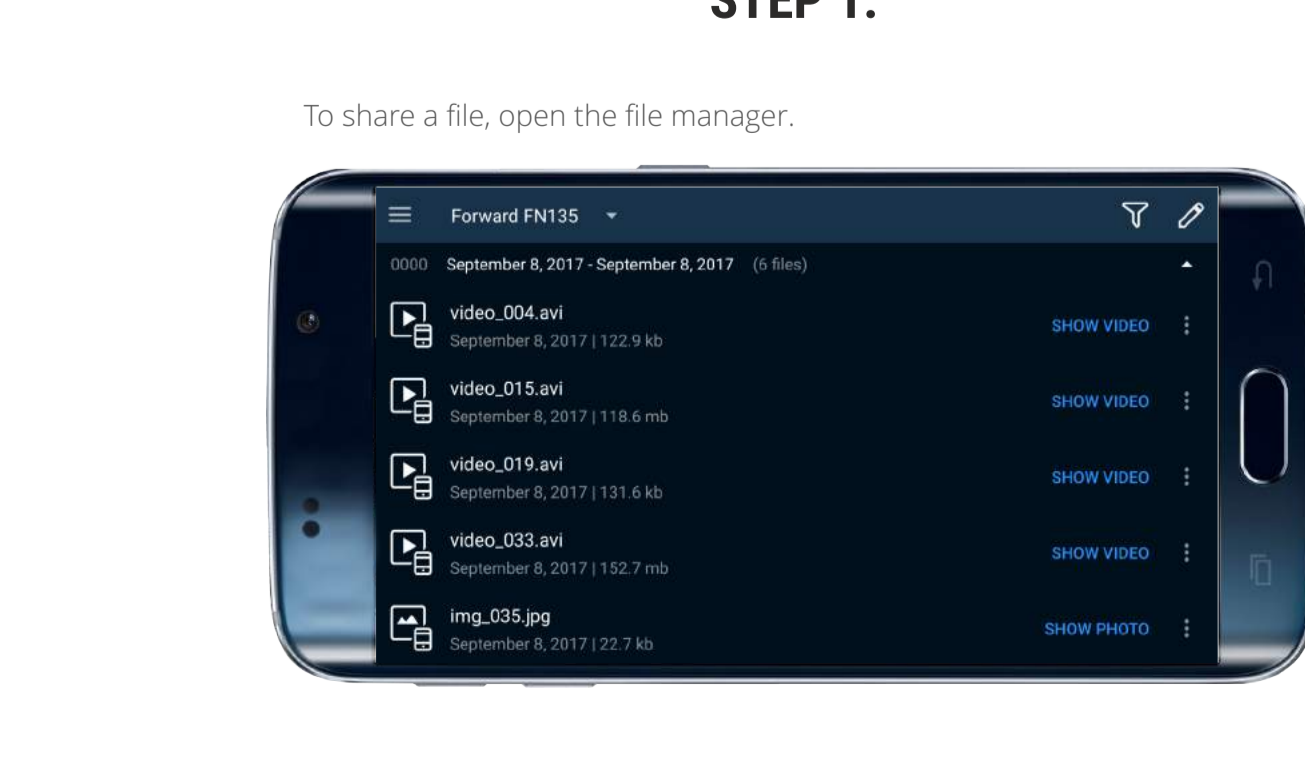 STEP 1.
To share a file, open the file manager.
Forward FN135
0000 September 8, 2017 - September 8, 2017 (6 files)
video_004.avi
September 8, 2017 | 122.9 kb
SHOW VIDEO
video_015.avi
September 8, 2017 | 118.6 mb
SHOW VIDEO
video_019.avi
September 8, 2017 | 131.6 kb
SHOW VIDEO
video_033.avi
September 8, 2017 | 152.7 mb
SHOW VIDEO
img_035.jpg
September 8, 2017 | 22.7 kb
SHOW PHOTO